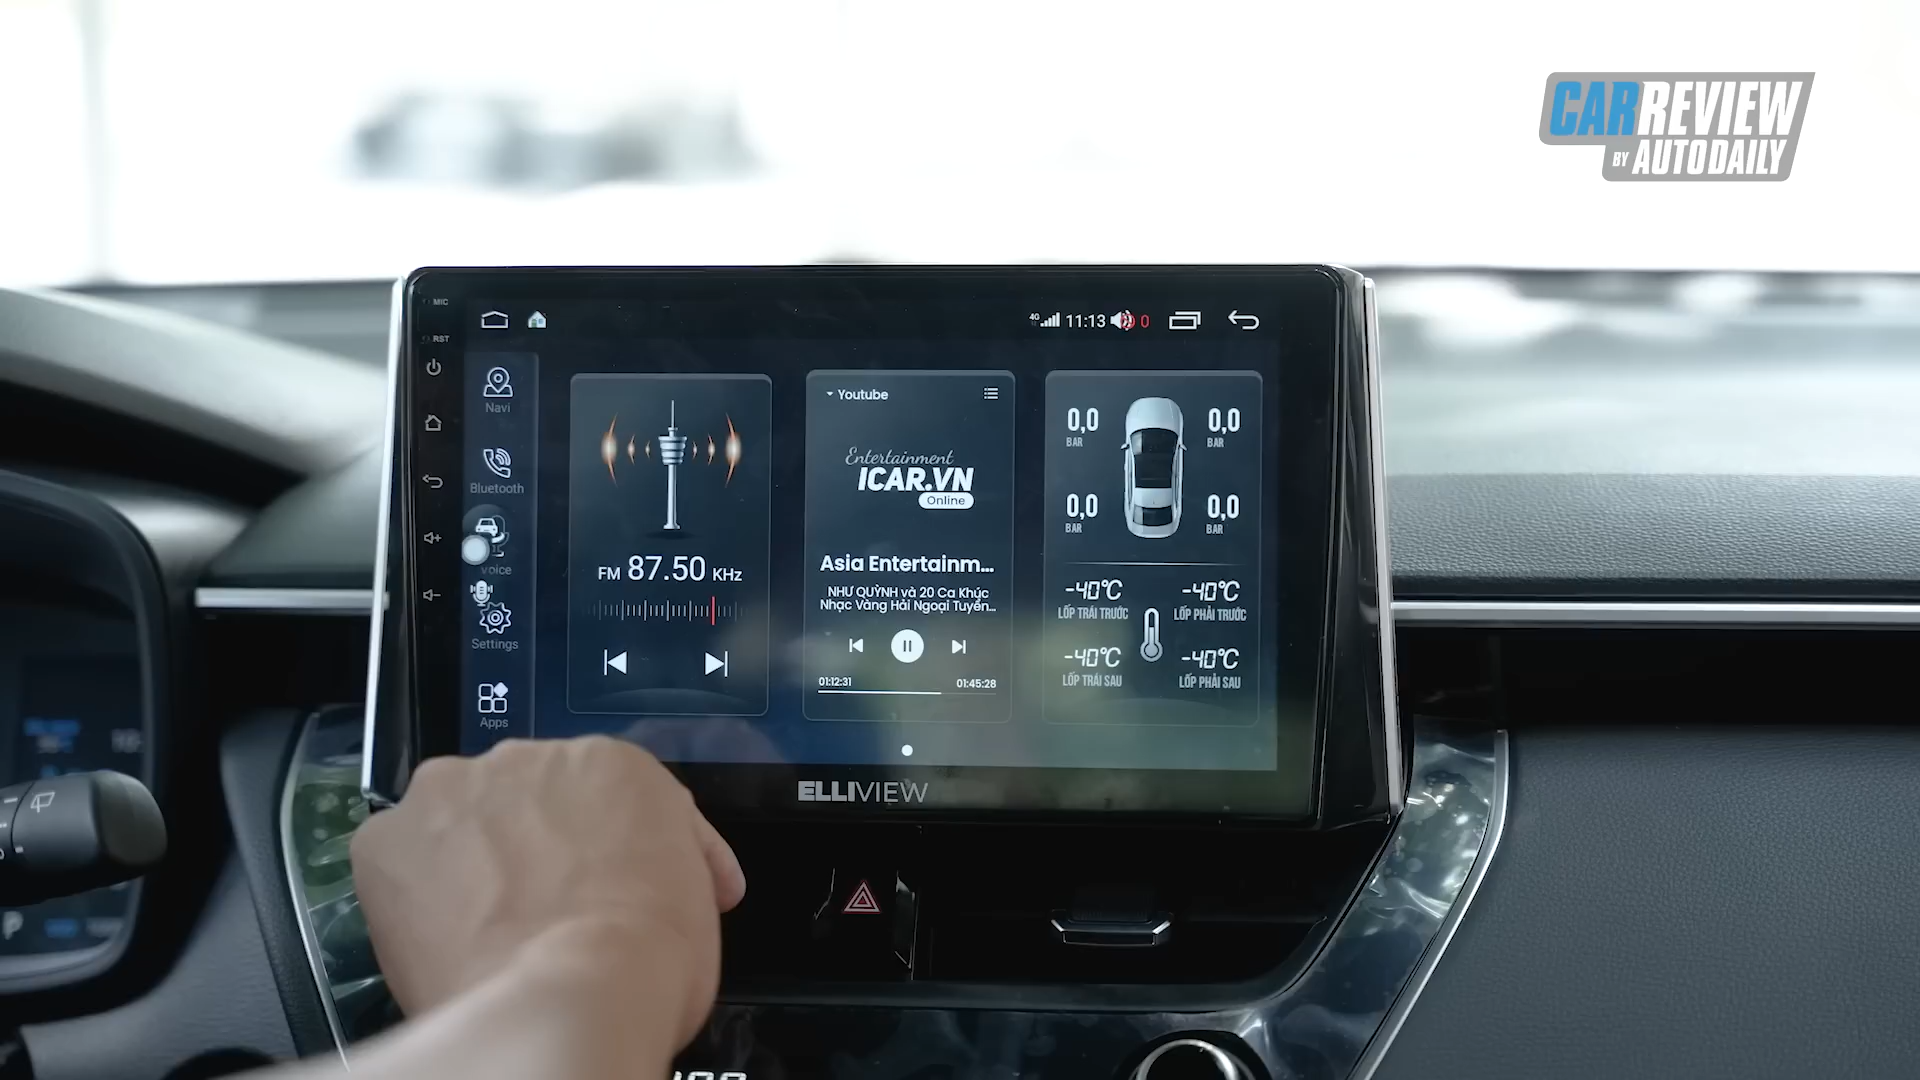 CARREVIEW
BY AUTODAILY
MIC
RST
4G 11:13 0
Navi
Bluetooth
voice
Settings
Apps
FM 87.50 KHz
Youtube
Entertainment
ICAR.VN
Online
Asia Entertainm...
NHƯ QUỲNH và 20 Ca Khúc
Nhạc Vàng Hải Ngoại Tuyển...
01:12:31 01:45:28
0,0 0,0
BAR BAR
0,0 0,0
BAR BAR
-40°C -40°C
LỐP TRÁI TRƯỚC LỐP PHẢI TRƯỚC
-40°C -40°C
LỐP TRÁI SAU LỐP PHẢI SAU
ELLIVIEW
P